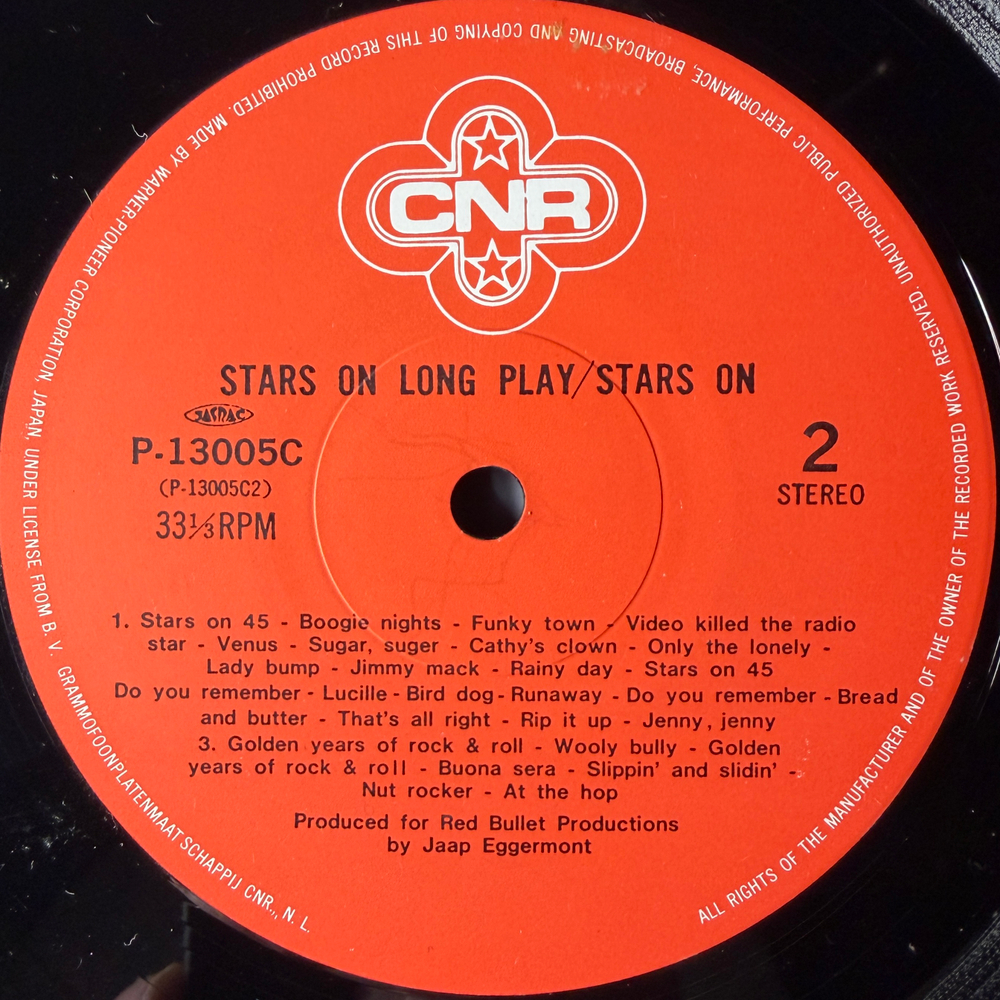 CNR
STARS ON LONG PLAY/STARS ON
JASRAC
P-13005C
(P-13005C2)
33⅓RPM
2
STEREO
1. Stars on 45 - Boogie nights - Funky town - Video killed the radio
star - Venus - Sugar, suger - Cathy's clown - Only the lonely -
Lady bump - Jimmy mack - Rainy day - Stars on 45
Do you remember - Lucille - Bird dog - Runaway - Do you remember - Bread
and butter - That's all right - Rip it up - Jenny, jenny
3. Golden years of rock & roll - Wooly bully - Golden
years of rock & roll - Buona sera - Slippin' and slidin' -
Nut rocker - At the hop
Produced for Red Bullet Productions
by Jaap Eggermont
ALL RIGHTS OF THE MANUFACTURER AND OF THE OWNER OF THE RECORDED WORK RESERVED. UNAUTHORIZED PUBLIC PERFORMANCE, BROADCASTING AND COPYING OF THIS RECORD PROHIBITED. MADE BY WARNER-PIONEER CORPORATION, JAPAN, UNDER LICENSE FROM B. V. GRAMMOFOONPLATENMAATSCHAPPIJ CNR., N. L.